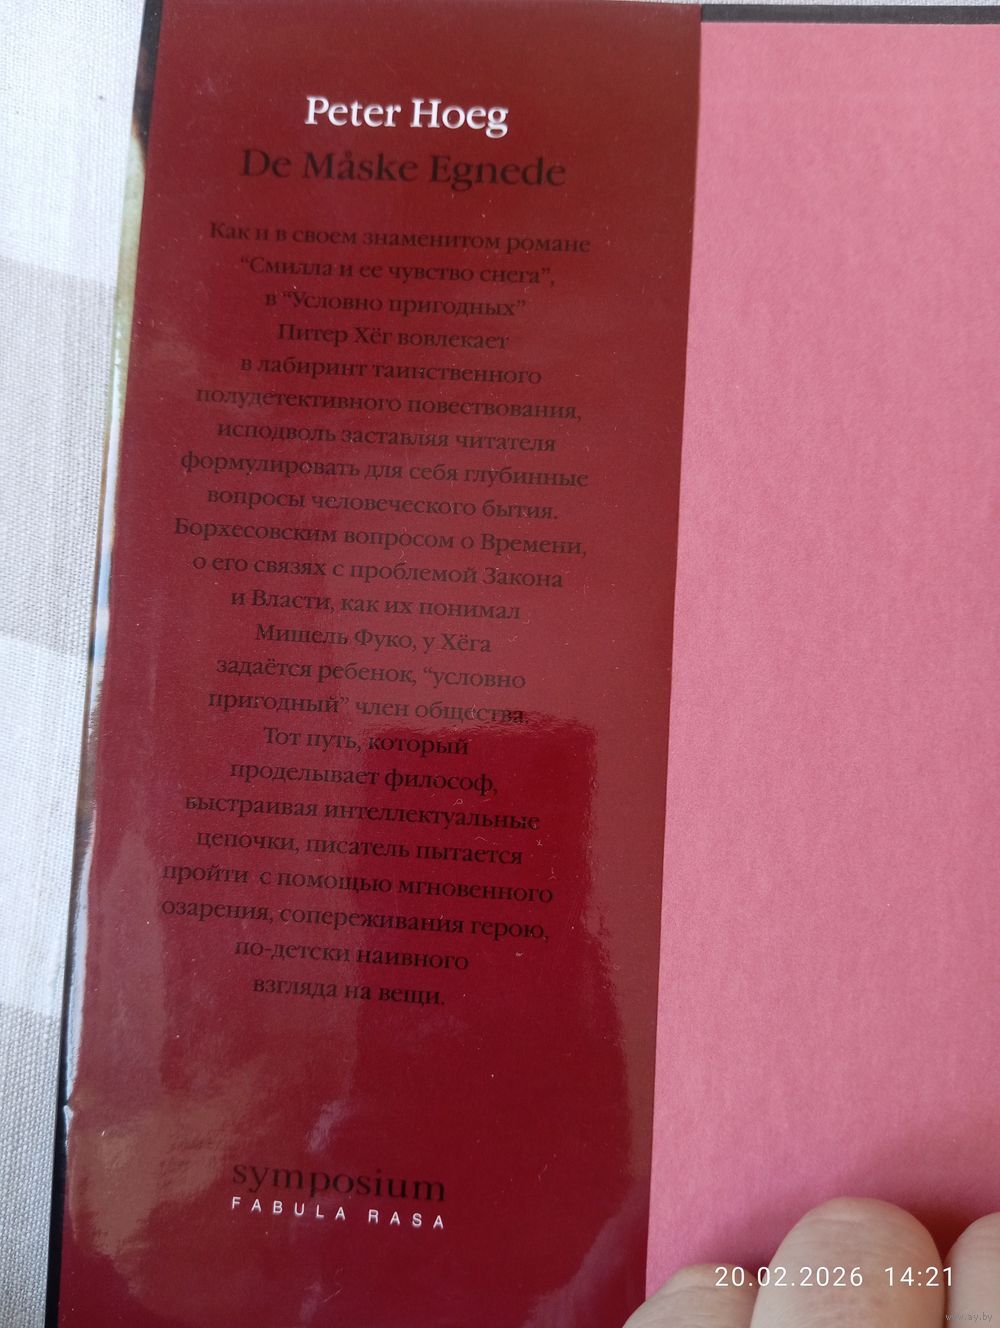 Peter Hoeg
De Måske Egnede
Как и в своем знаменитом романе
“Смилла и ее чувство снега”,
в “Условно пригодных”
Питер Хёг вовлекает
в лабиринт таинственного
полудетективного повествования,
исподволь заставляя читателя
формулировать для себя глубинные
вопросы человеческого бытия.
Борхесовским вопросом о Времени,
о его связях с проблемой Закона
и Власти, как их понимал
Мишель Фуко, у Хёга
задаётся ребенок, “условно
пригодный” член общества.
Тот путь, который
проделывает философ,
выстраивая интеллектуальные
цепочки, писатель пытается
пройти с помощью мгновенного
озарения, сопереживания герою,
по-детски наивного
взгляда на вещи.
symposium
FABULA RASA
20.02.2026 14:21
www.ay.by